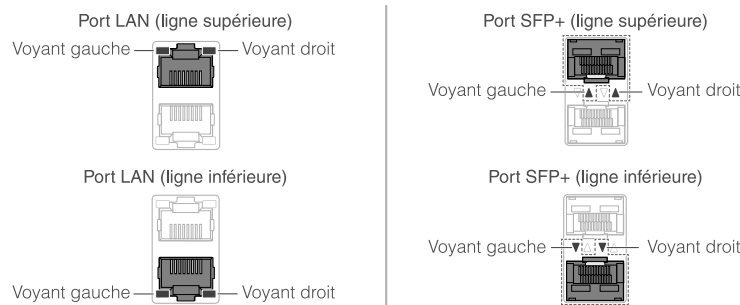 Port LAN (ligne supérieure)
Voyant gauche
Voyant droit
Port LAN (ligne inférieure)
Voyant gauche
Voyant droit
Port SFP+ (ligne supérieure)
Voyant gauche
Voyant droit
Port SFP+ (ligne inférieure)
Voyant gauche
Voyant droit